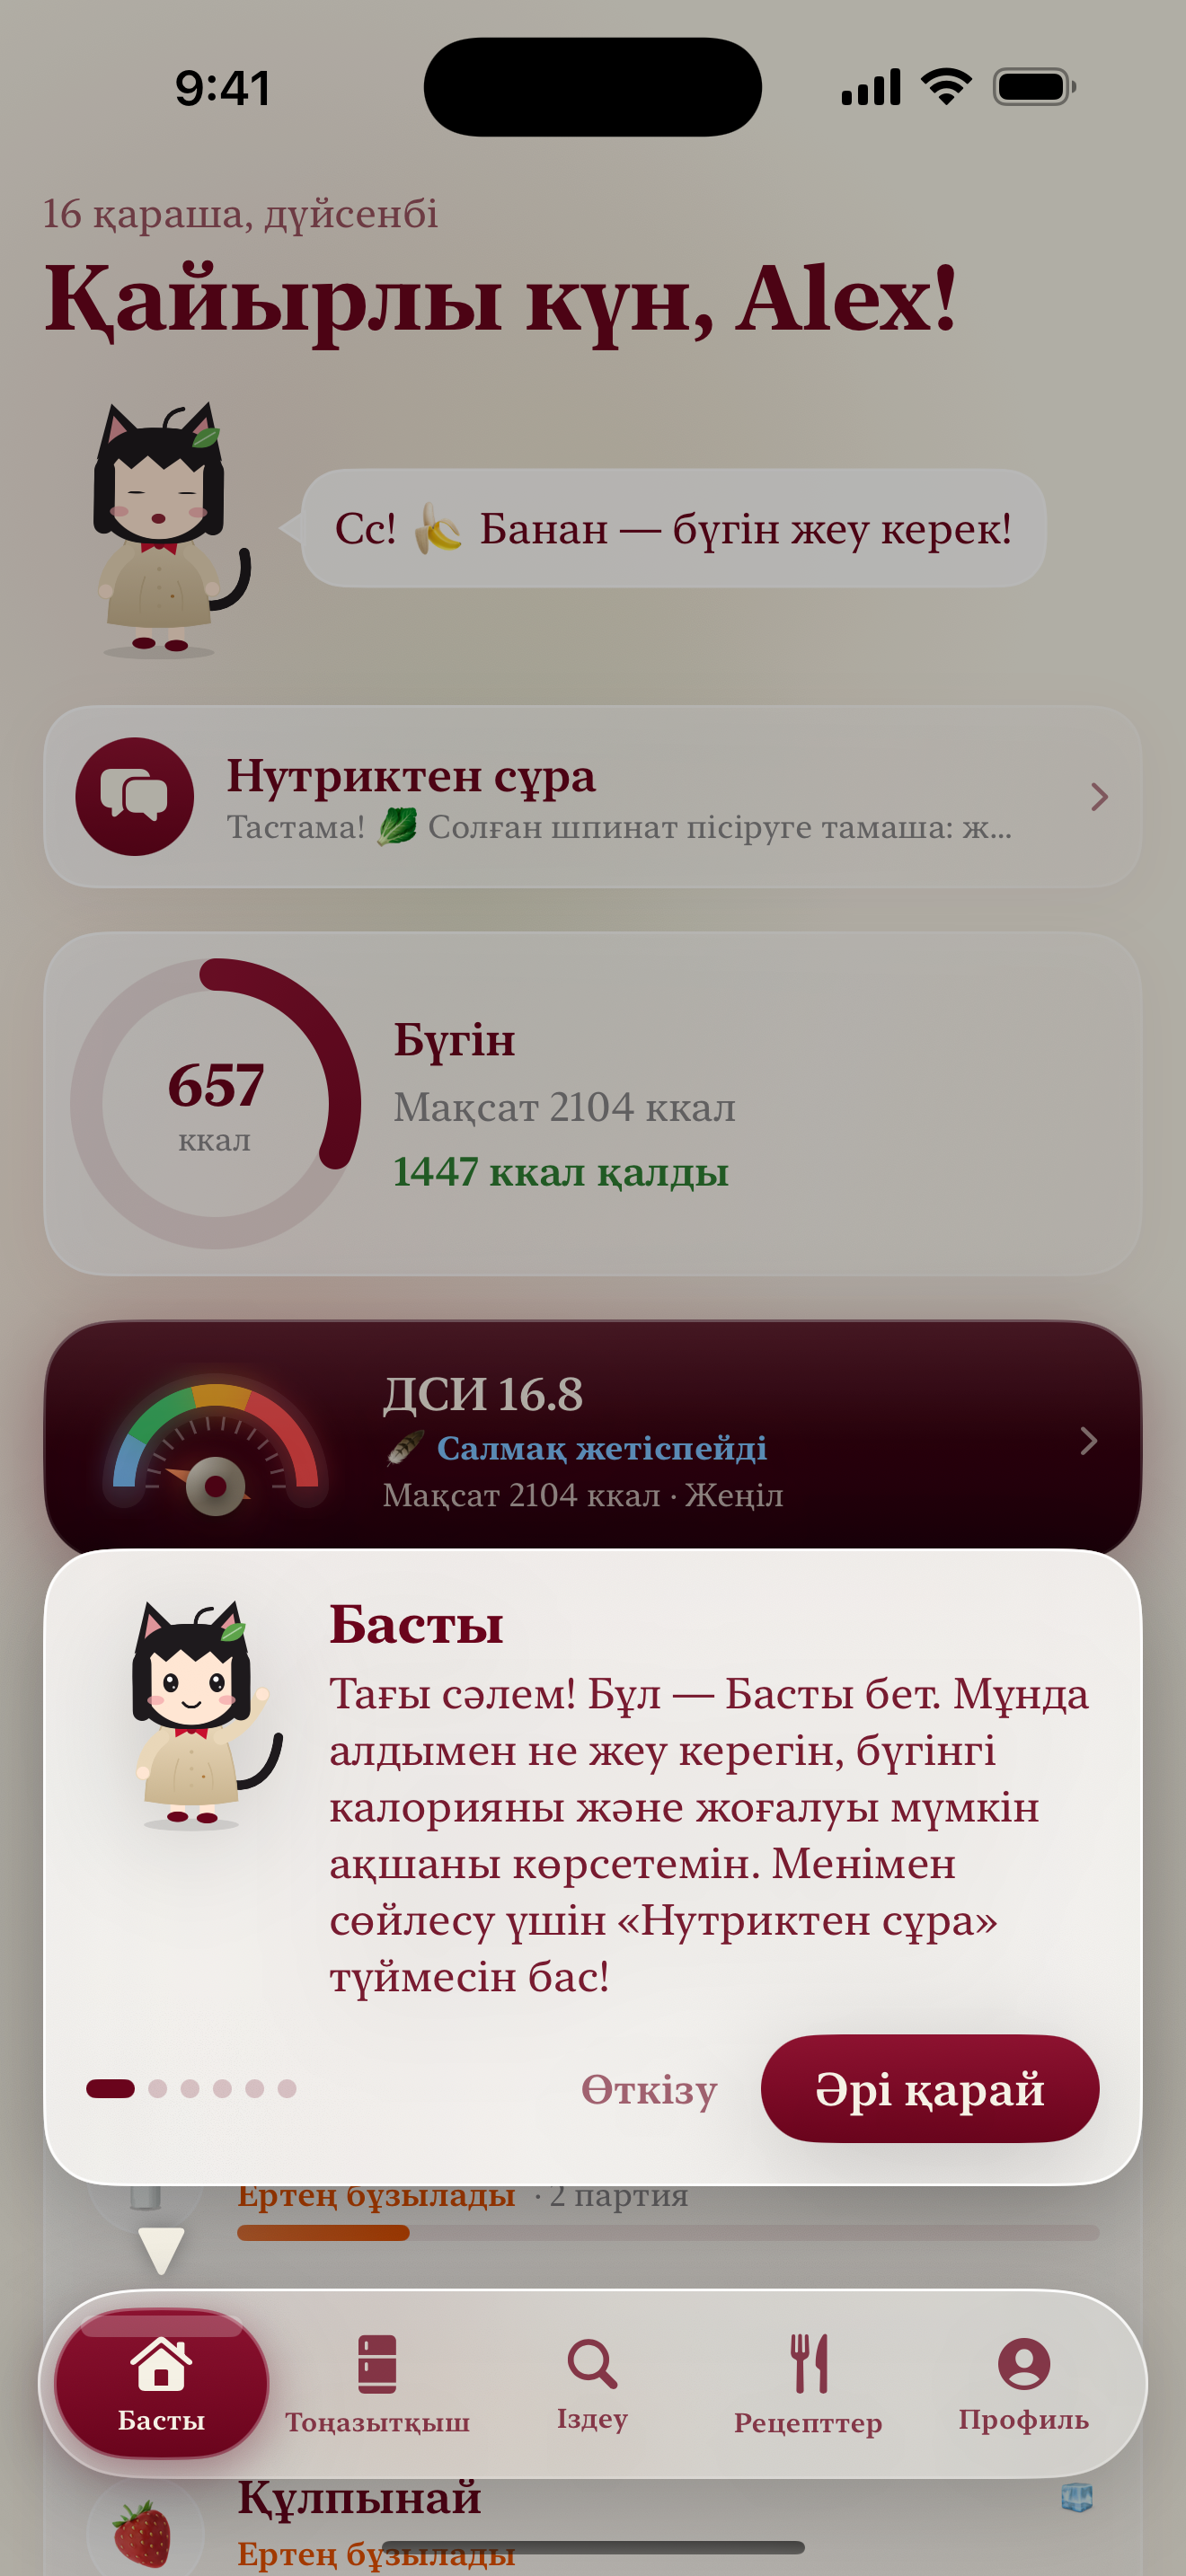 9:41
16 қараша, дүйсенбі
Қайырлы күн, Alex!
Сс! 🍌 Банан — бүгін жеу керек!
Нутриктен сұра
Тастама! 🥬 Солған шпинат пісіруге тамаша: ж...
657
ккал
Бүгін
Мақсат 2104 ккал
1447 ккал қалды
ДСИ 16.8
🪶 Салмақ жетіспейді
Мақсат 2104 ккал · Жеңіл
Басты
Тағы сәлем! Бұл — Басты бет. Мұнда
алдымен не жеу керегін, бүгінгі
калорияны және жоғалуы мүмкін
ақшаны көрсетемін. Менімен
сөйлесу үшін «Нутриктен сұра»
түймесін бас!
Өткізу
Әрі қарай
Ертең бұзылады · 2 партия
Басты
Тоңазытқыш
Іздеу
Рецепттер
Профиль
Құлпынай
Ертең бұзылады